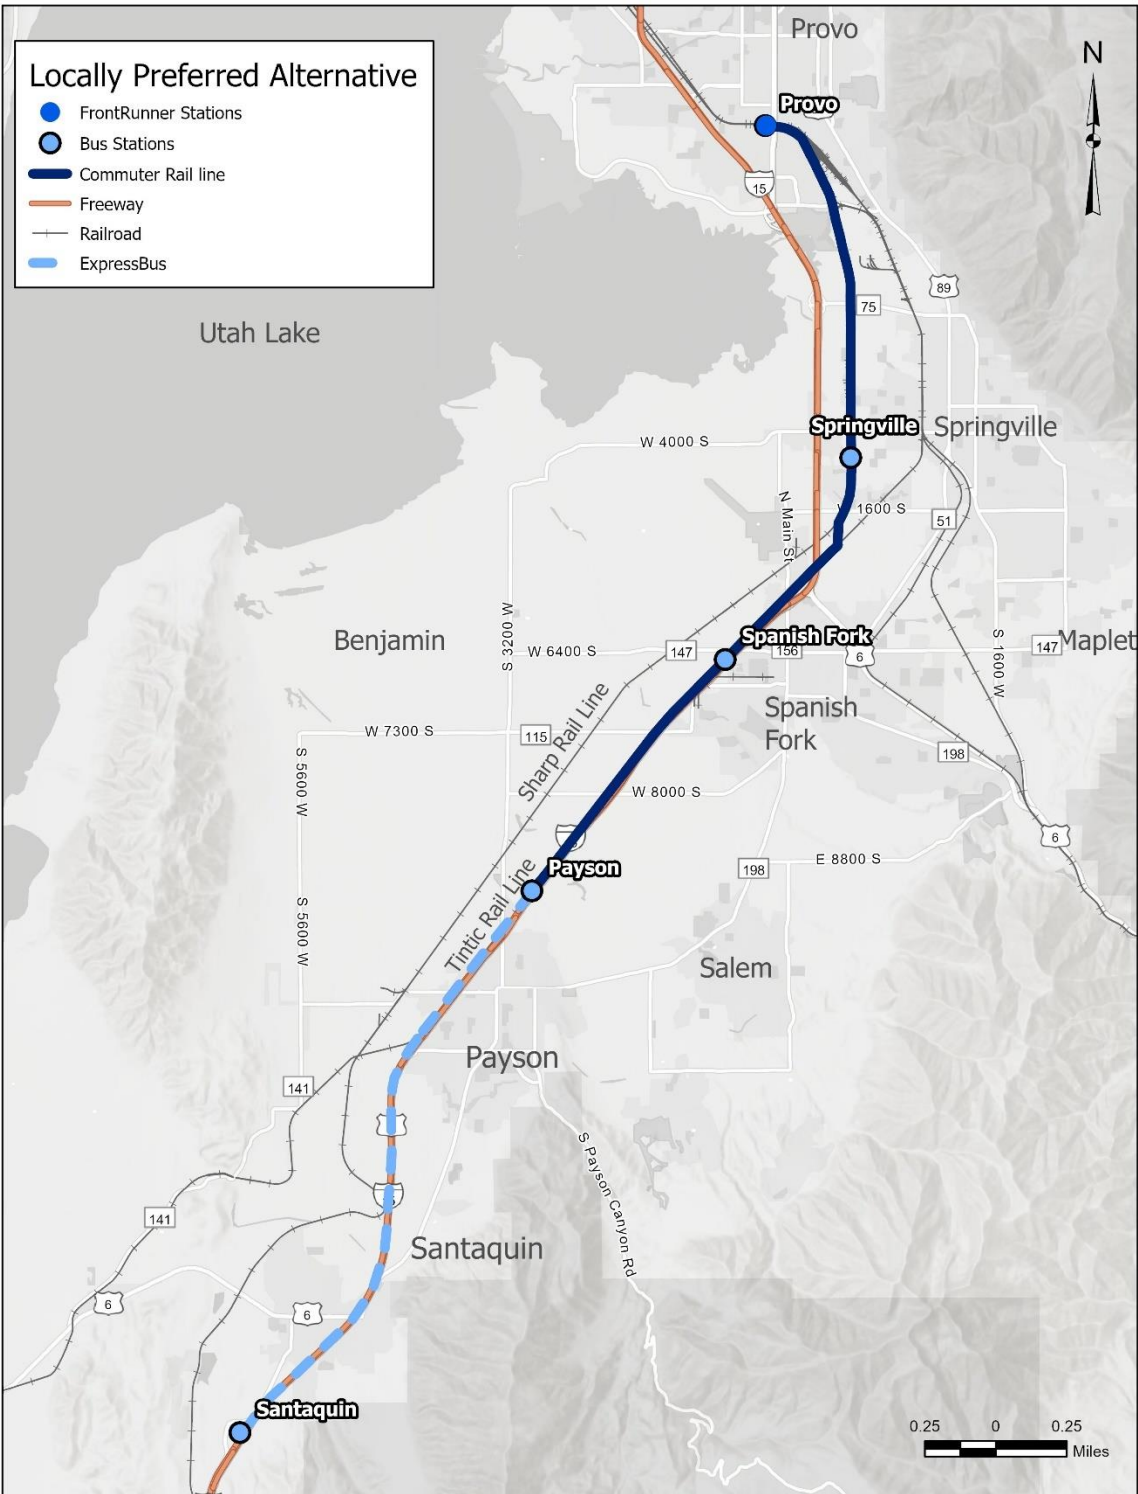 Locally Preferred Alternative
FrontRunner Stations
Bus Stations
Commuter Rail line
Freeway
Railroad
ExpressBus
Provo
N
Provo
15
89
75
Utah Lake
Springville
Springville
W 4000 S
N Main St
1600 S
51
S 3200 W
Spanish Fork
Benjamin
W 6400 S
147
156
6
S 1600 W
147
Maplet
Spanish
Fork
W 7300 S
115
Sharp Rail Line
198
S 5600 W
W 8000 S
6
Payson
E 8800 S
198
Tintic Rail Line
S 5600 W
Salem
Payson
141
S Payson Canyon Rd
141
Santaquin
6
6
Santaquin
0.25 0 0.25
Miles